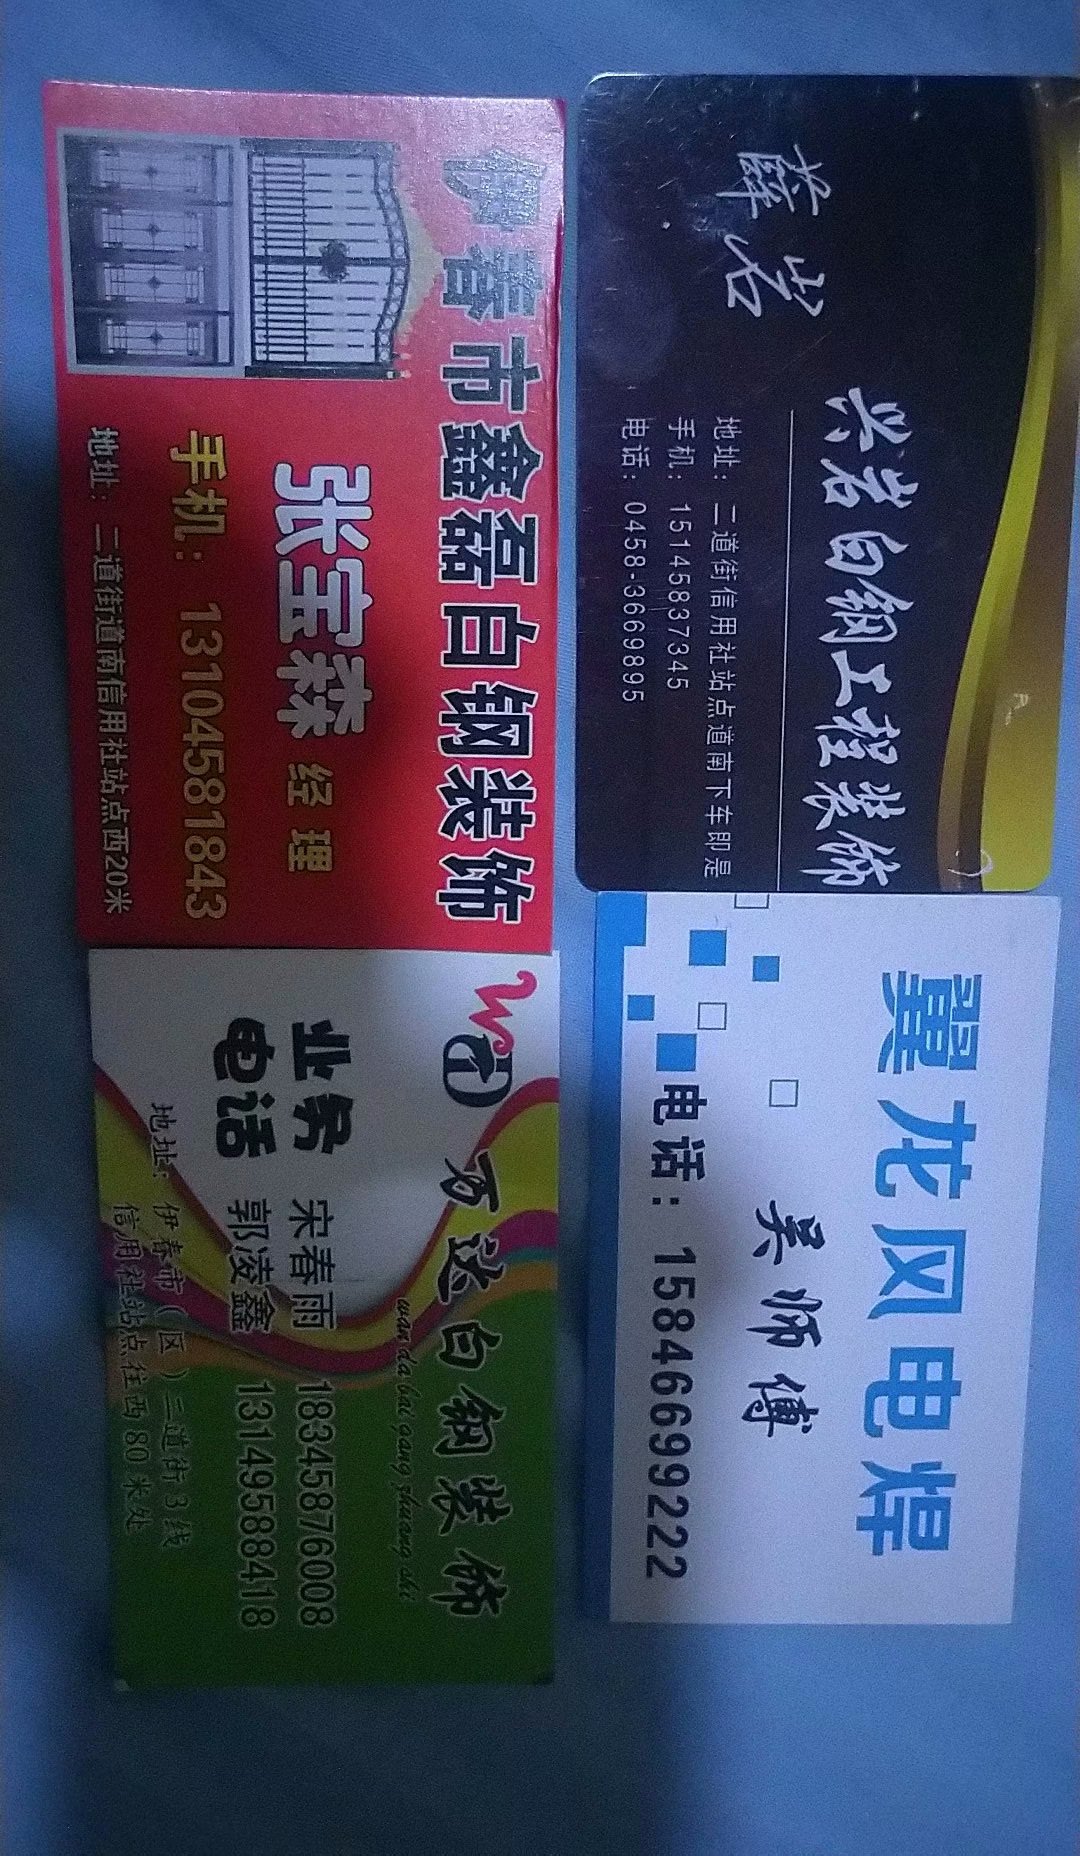 薛岩
兴岩白钢工程装饰
地址：二道街信用社站点道南下车即是
手机：15145837345
电话：0458-3669895
翼龙风电焊
吴师傅
电话：15846699222
伊春市鑫磊白钢装饰
张宝森 经理
手机：13104581843
地址：二道街道南信用社站点西20米
万达白钢装饰
wan da bai gang zhuang shi
业务 宋春雨 18345876008
电话 郭凌鑫 13149588418
地址：伊春市（区）二道街3线
信用社站点往西80米处